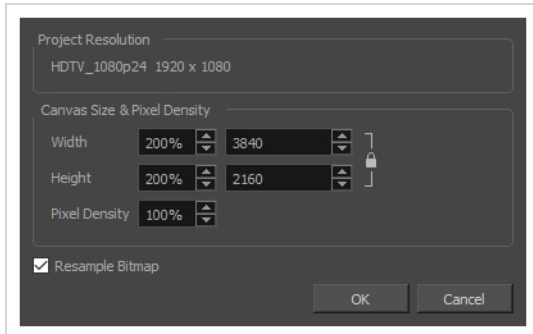 Project Resolution
HDTV_1080p24 1920 x 1080
Canvas Size & Pixel Density
Width 200% 3840
Height 200% 2160
Pixel Density 100%
Resample Bitmap
OK Cancel